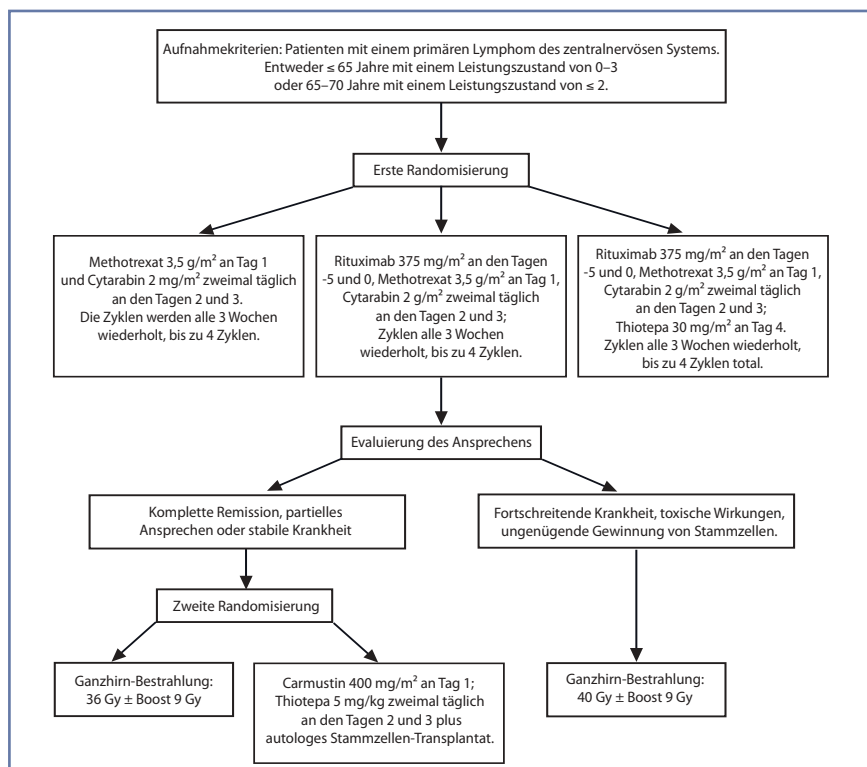 Aufnahmekriterien: Patienten mit einem primären Lymphom des zentralnervösen Systems.
Entweder ≤ 65 Jahre mit einem Leistungszustand von 0–3
oder 65–70 Jahre mit einem Leistungszustand von ≤ 2.
Erste Randomisierung
Methotrexat 3,5 g/m² an Tag 1
und Cytarabin 2 mg/m² zweimal täglich
an den Tagen 2 und 3.
Die Zyklen werden alle 3 Wochen
wiederholt, bis zu 4 Zyklen.
Rituximab 375 mg/m² an den Tagen
-5 und 0, Methotrexat 3,5 g/m² an Tag 1,
Cytarabin 2 g/m² zweimal täglich
an den Tagen 2 und 3;
Zyklen alle 3 Wochen
wiederholt, bis zu 4 Zyklen.
Rituximab 375 mg/m² an den Tagen
-5 und 0, Methotrexat 3,5 g/m² an Tag 1,
Cytarabin 2 g/m² zweimal täglich
an den Tagen 2 und 3;
Thiotepa 30 mg/m² an Tag 4.
Zyklen alle 3 Wochen wiederholt,
bis zu 4 Zyklen total.
Evaluierung des Ansprechens
Komplette Remission, partielles
Ansprechen oder stabile Krankheit
Fortschreitende Krankheit, toxische Wirkungen,
ungenügende Gewinnung von Stammzellen.
Zweite Randomisierung
Ganzhirn-Bestrahlung:
36 Gy ± Boost 9 Gy
Carmustin 400 mg/m² an Tag 1;
Thiotepa 5 mg/kg zweimal täglich
an den Tagen 2 und 3 plus
autologes Stammzellen-Transplantat.
Ganzhirn-Bestrahlung:
40 Gy ± Boost 9 Gy